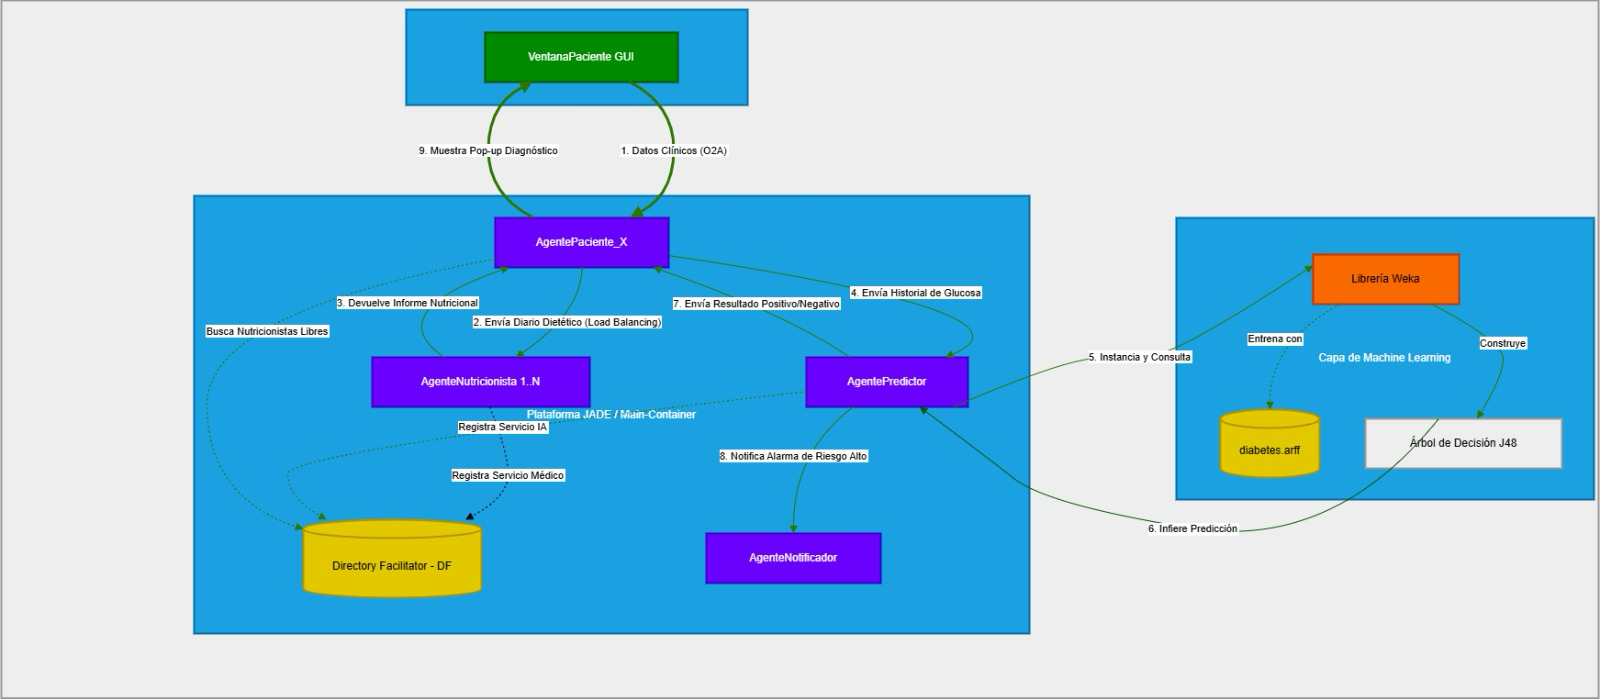 VentanaPaciente GUI
9. Muestra Pop-up Diagnóstico
1. Datos Clínicos (O2A)
AgentePaciente_X
Librería Weka
4. Envía Historial de Glucosa
3. Devuelve Informe Nutricional
7. Envía Resultado Positivo/Negativo
2. Envía Diario Dietético (Load Balancing)
Busca Nutricionistas Libres
Entrena con
Construye
5. Instancia y Consulta
Capa de Machine Learning
AgenteNutricionista 1..N
AgentePredictor
Plataforma JADE / Main-Container
Registra Servicio IA
Árbol de Decisión J48
diabetes.arff
8. Notifica Alarma de Riesgo Alto
Registra Servicio Médico
6. Infiere Predicción
AgenteNotificador
Directory Facilitator - DF